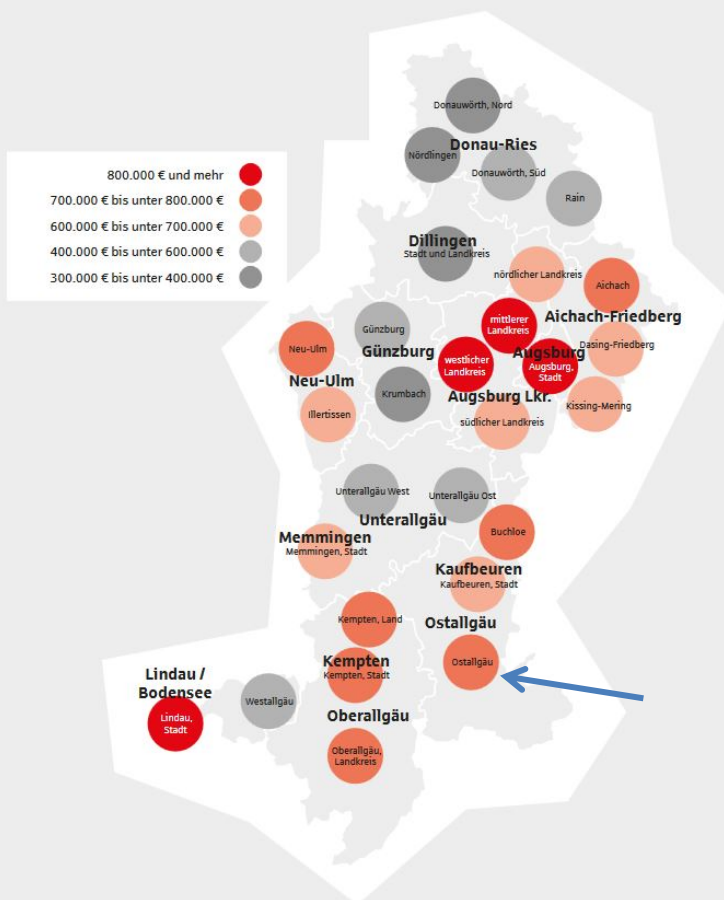 800.000 € und mehr
700.000 € bis unter 800.000 €
600.000 € bis unter 700.000 €
400.000 € bis unter 600.000 €
300.000 € bis unter 400.000 €
Donauwörth, Nord
Donau-Ries
Nördlingen
Donauwörth, Süd
Rain
Dillingen
Stadt und Landkreis
nördlicher Landkreis
Aichach
Aichach-Friedberg
mittlerer
Landkreis
Günzburg
Günzburg
Neu-Ulm
Neu-Ulm
Dasing-Friedberg
Augsburg
Augsburg,
Stadt
westlicher
Landkreis
Krumbach
Augsburg Lkr.
Kissing-Mering
Illertissen
südlicher Landkreis
Unterallgäu West
Unterallgäu Ost
Unterallgäu
Buchloe
Memmingen
Memmingen, Stadt
Kaufbeuren
Kaufbeuren, Stadt
Kempten, Land
Ostallgäu
Ostallgäu
Kempten
Kempten, Stadt
Lindau /
Bodensee
Westallgäu
Lindau,
Stadt
Oberallgäu
Oberallgäu,
Landkreis